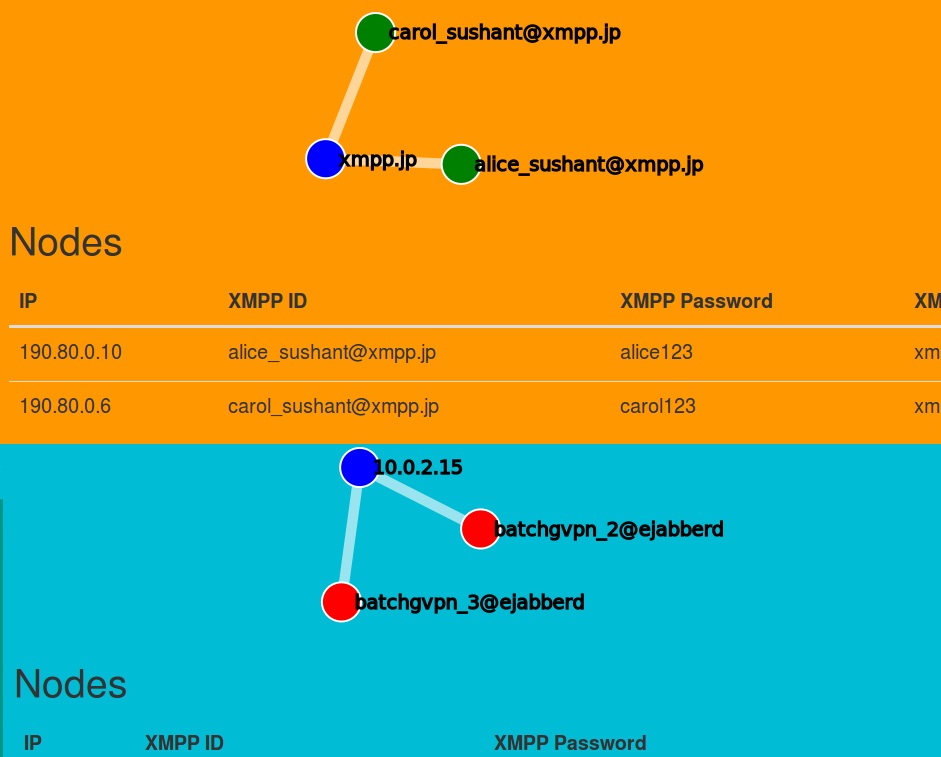 carol_sushant@xmpp.jp
xmpp.jp alice_sushant@xmpp.jp
Nodes
IP XMPP ID XMPP Password XM
190.80.0.10 alice_sushant@xmpp.jp alice123 xm
190.80.0.6 carol_sushant@xmpp.jp carol123 xm
10.0.2.15
batchgvpn_2@ejabberd
batchgvpn_3@ejabberd
Nodes
IP XMPP ID XMPP Password